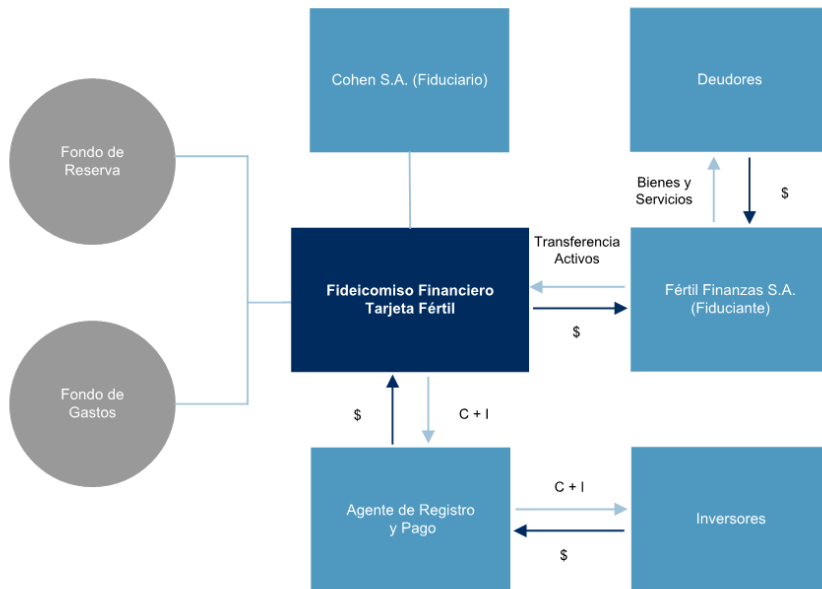 Cohen S.A. (Fiduciario)
Deudores
Fondo de
Reserva
Bienes y
Servicios
$
Transferencia
Activos
Fideicomiso Financiero
Tarjeta Fértil
Fértil Finanzas S.A.
(Fiduciante)
$
Fondo de
Gastos
$
C + I
Agente de Registro
y Pago
C + I
Inversores
$